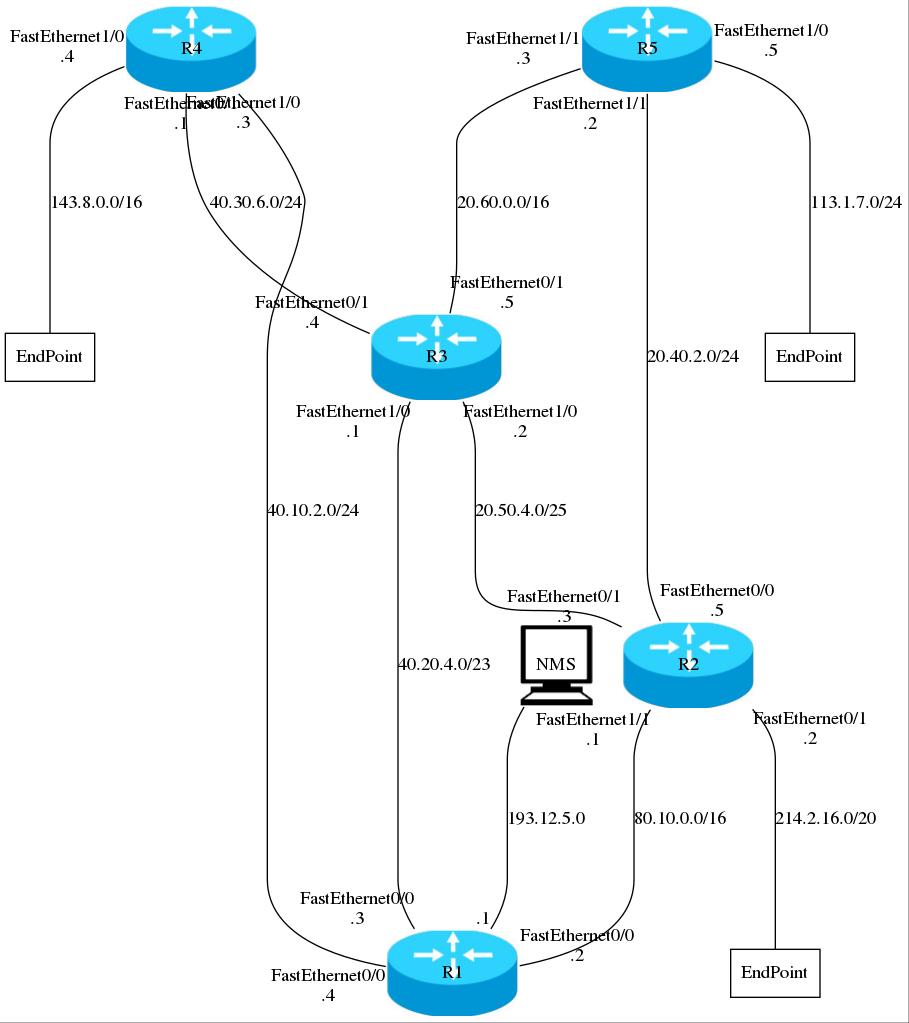 FastEthernet1/0
.4
R4
FastEthernet0/1
.1
FastEthernet1/0
.3
FastEthernet1/1
.3
R5
FastEthernet1/0
.5
FastEthernet1/1
.2
143.8.0.0/16
40.30.6.0/24
20.60.0.0/16
113.1.7.0/24
FastEthernet0/1
.4
FastEthernet0/1
.5
EndPoint
R3
20.40.2.0/24
EndPoint
FastEthernet1/0
.1
FastEthernet1/0
.2
40.10.2.0/24
20.50.4.0/25
FastEthernet0/1
.3
FastEthernet0/0
.5
40.20.4.0/23
NMS
R2
FastEthernet1/1
.1
FastEthernet0/1
.2
193.12.5.0
80.10.0.0/16
214.2.16.0/20
FastEthernet0/0
.3
.1
FastEthernet0/0
.2
R1
FastEthernet0/0
.4
EndPoint